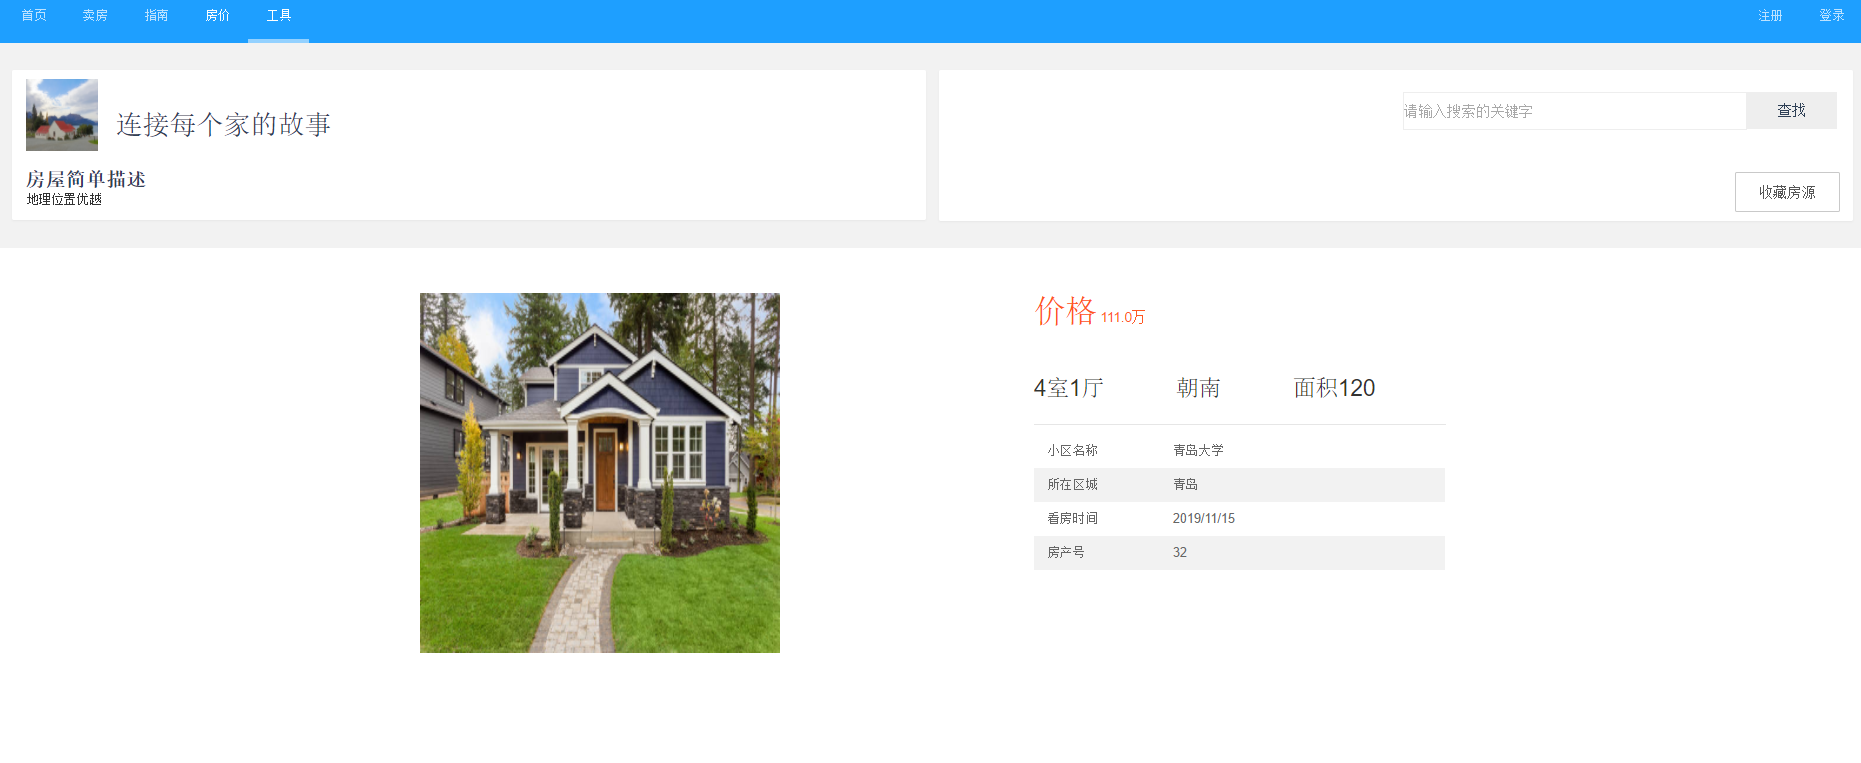 首页 卖房 指南 房价 工具 注册 登录
连接每个家的故事
请输入搜索的关键字 查找
房屋简单描述
地理位置优越
收藏房源
价格 111.0万
4室1厅 朝南 面积120
小区名称 青岛大学
所在区域 青岛
看房时间 2019/11/15
房产号 32